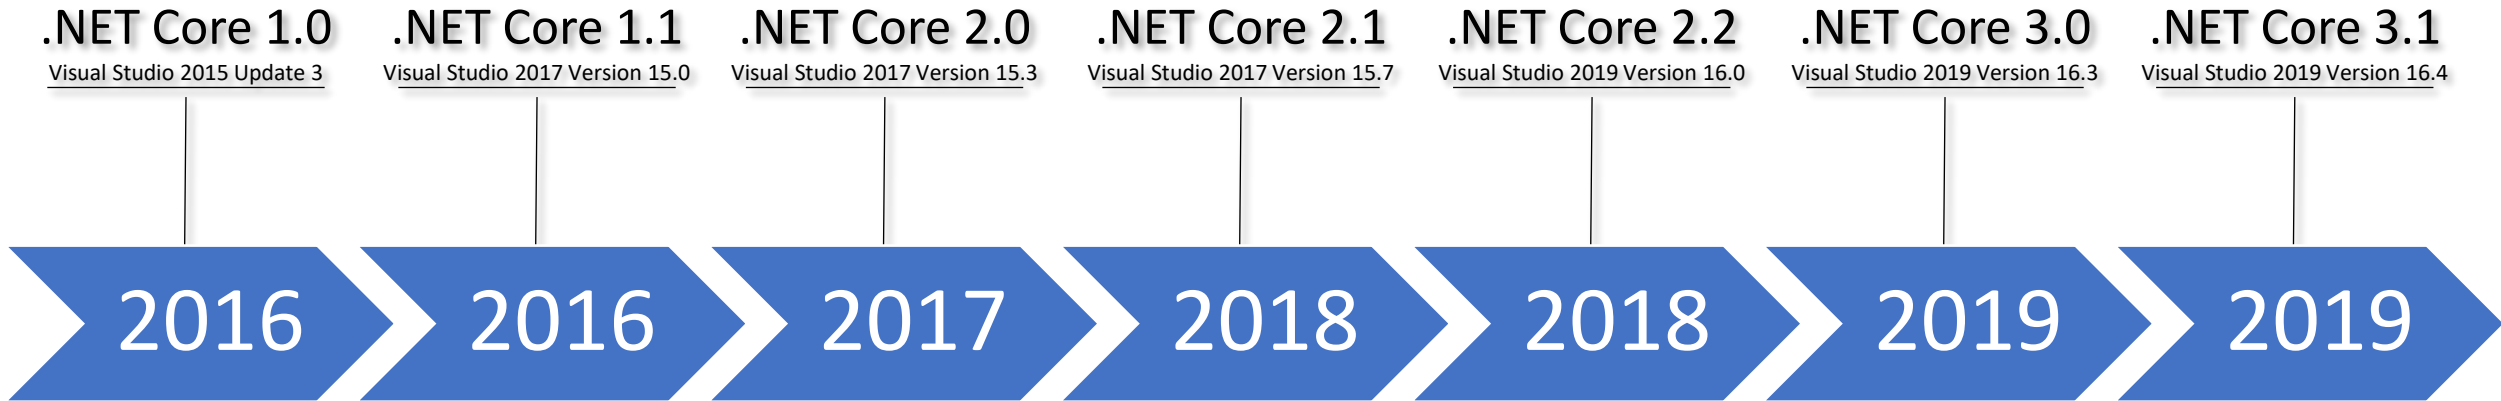 .NET Core 1.0
Visual Studio 2015 Update 3
.NET Core 1.1
Visual Studio 2017 Version 15.0
.NET Core 2.0
Visual Studio 2017 Version 15.3
.NET Core 2.1
Visual Studio 2017 Version 15.7
.NET Core 2.2
Visual Studio 2019 Version 16.0
.NET Core 3.0
Visual Studio 2019 Version 16.3
.NET Core 3.1
Visual Studio 2019 Version 16.4
2016
2016
2017
2018
2018
2019
2019